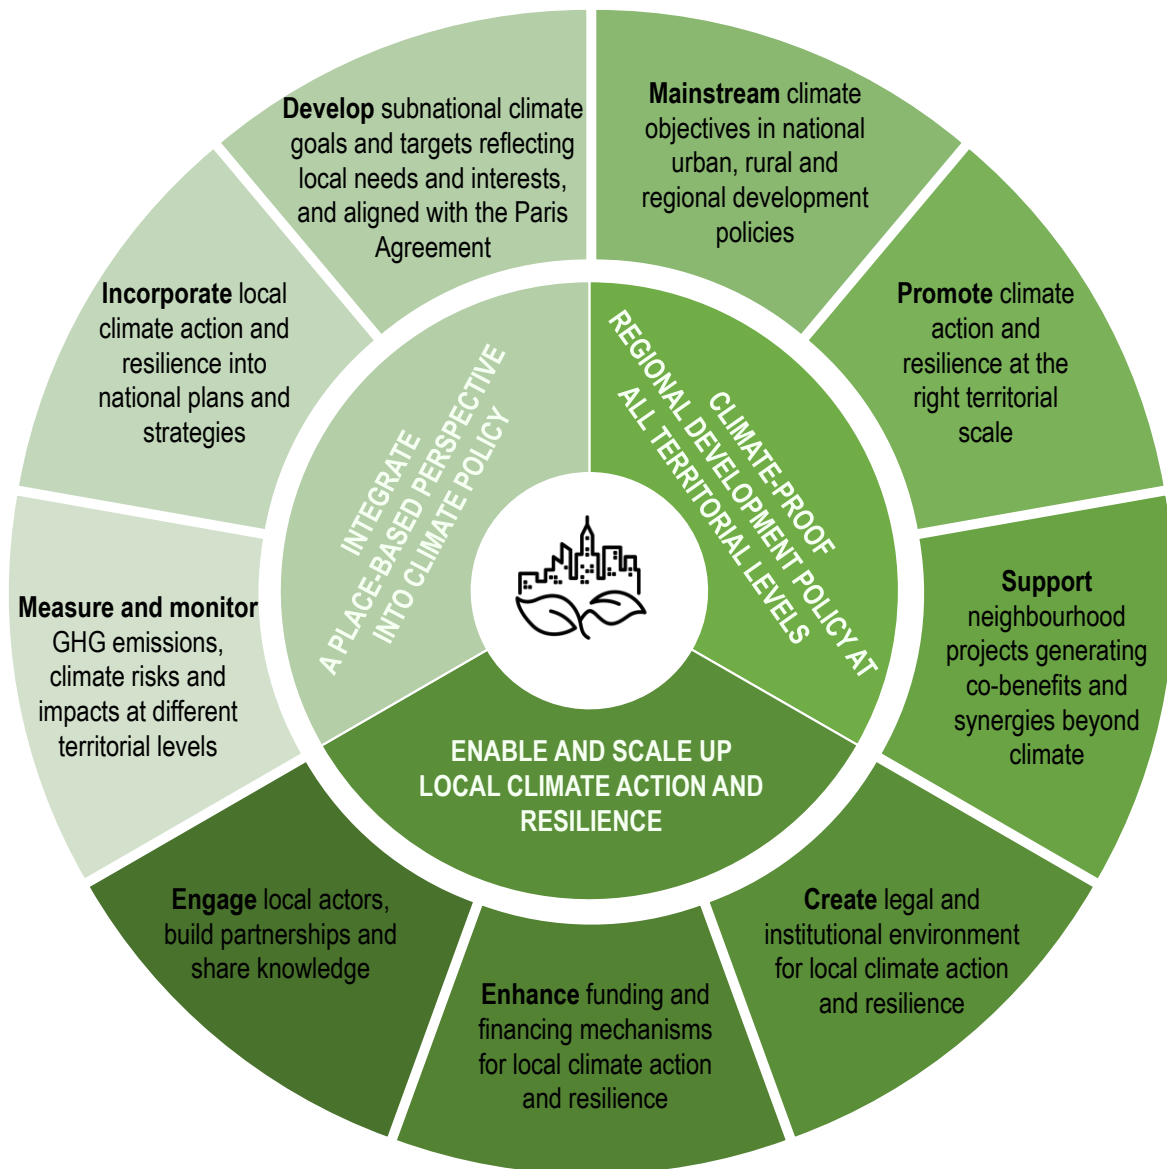 Develop subnational climate
goals and targets reflecting
local needs and interests,
and aligned with the Paris
Agreement
Mainstream climate
objectives in national
urban, rural and
regional development
policies
Promote climate
action and
resilience at the
right territorial
scale
Support
neighbourhood
projects generating
co-benefits and
synergies beyond
climate
Create legal and
institutional environment
for local climate action
and resilience
Enhance funding and
financing mechanisms
for local climate action
and resilience
Engage local actors,
build partnerships and
share knowledge
Measure and monitor
GHG emissions,
climate risks and
impacts at different
territorial levels
Incorporate local
climate action and
resilience into
national plans and
strategies
INTEGRATE
A PLACE-BASED PERSPECTIVE
INTO CLIMATE POLICY
CLIMATE-PROOF
REGIONAL DEVELOPMENT POLICY AT
ALL TERRITORIAL LEVELS
ENABLE AND SCALE UP
LOCAL CLIMATE ACTION AND
RESILIENCE